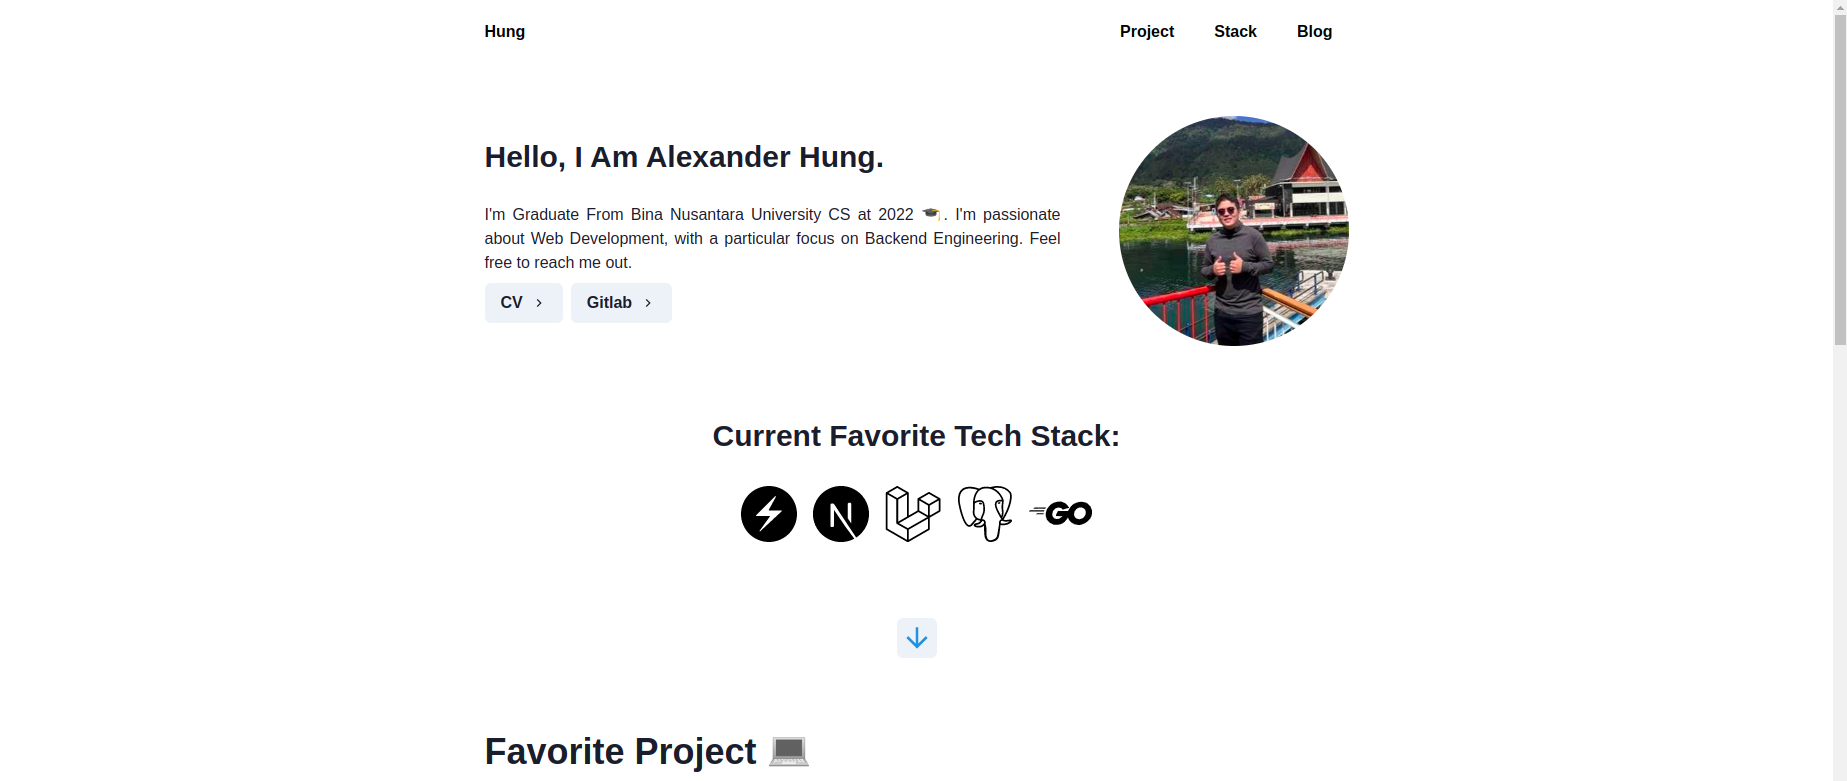 Hung
Project Stack Blog
Hello, I Am Alexander Hung.
I'm Graduate From Bina Nusantara University CS at 2022 🎓. I'm passionate
about Web Development, with a particular focus on Backend Engineering. Feel
free to reach me out.
CV
Gitlab
Current Favorite Tech Stack:
N
GO
Favorite Project 💻